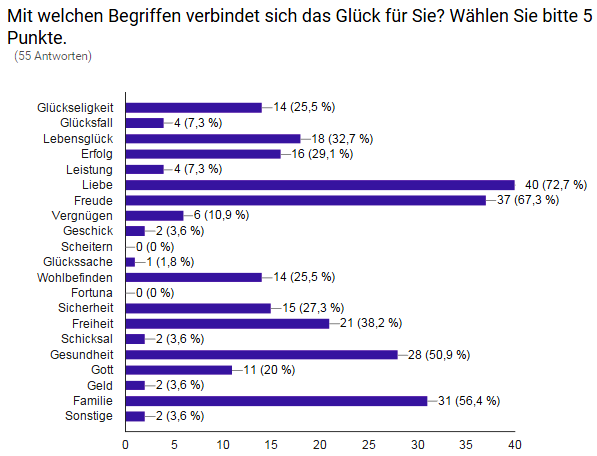 Mit welchen Begriffen verbindet sich das Glück für Sie? Wählen Sie bitte 5
Punkte.
(55 Antworten)
Glückseligkeit 14 (25,5 %)
Glücksfall 4 (7,3 %)
Lebensglück 18 (32,7 %)
Erfolg 16 (29,1 %)
Leistung 4 (7,3 %)
Liebe 40 (72,7 %)
Freude 37 (67,3 %)
Vergnügen 6 (10,9 %)
Geschick 2 (3,6 %)
Scheitern 0 (0 %)
Glückssache 1 (1,8 %)
Wohlbefinden 14 (25,5 %)
Fortuna 0 (0 %)
Sicherheit 15 (27,3 %)
Freiheit 21 (38,2 %)
Schicksal 2 (3,6 %)
Gesundheit 28 (50,9 %)
Gott 11 (20 %)
Geld 2 (3,6 %)
Familie 31 (56,4 %)
Sonstige 2 (3,6 %)
0 5 10 15 20 25 30 35 40